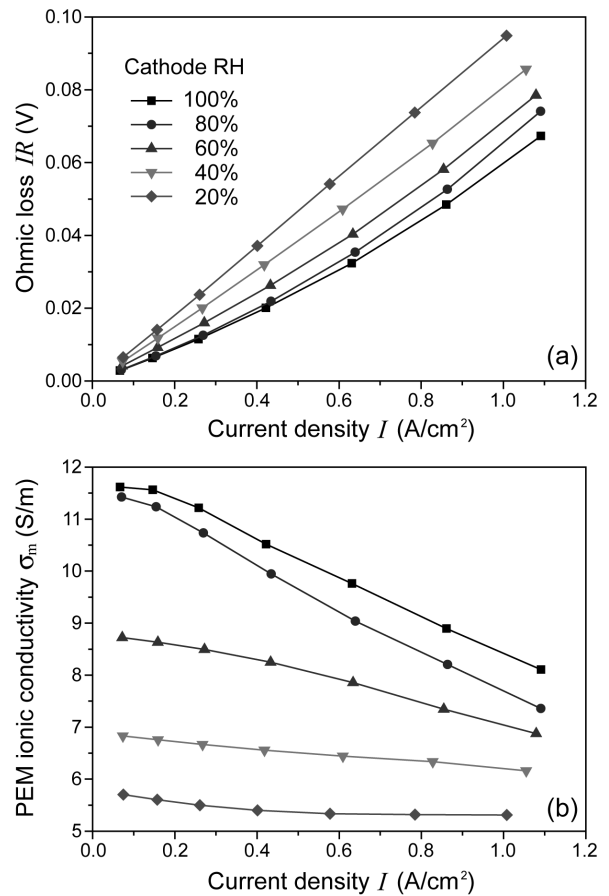 0.10
0.08
0.06
0.04
0.02
0.00
Ohmic loss IR (V)
Cathode RH
100%
80%
60%
40%
20%
(a)
0.0 0.2 0.4 0.6 0.8 1.0 1.2
Current density I (A/cm²)
12
11
10
9
8
7
6
5
PEM ionic conductivity σm (S/m)
(b)
0.0 0.2 0.4 0.6 0.8 1.0 1.2
Current density I (A/cm²)